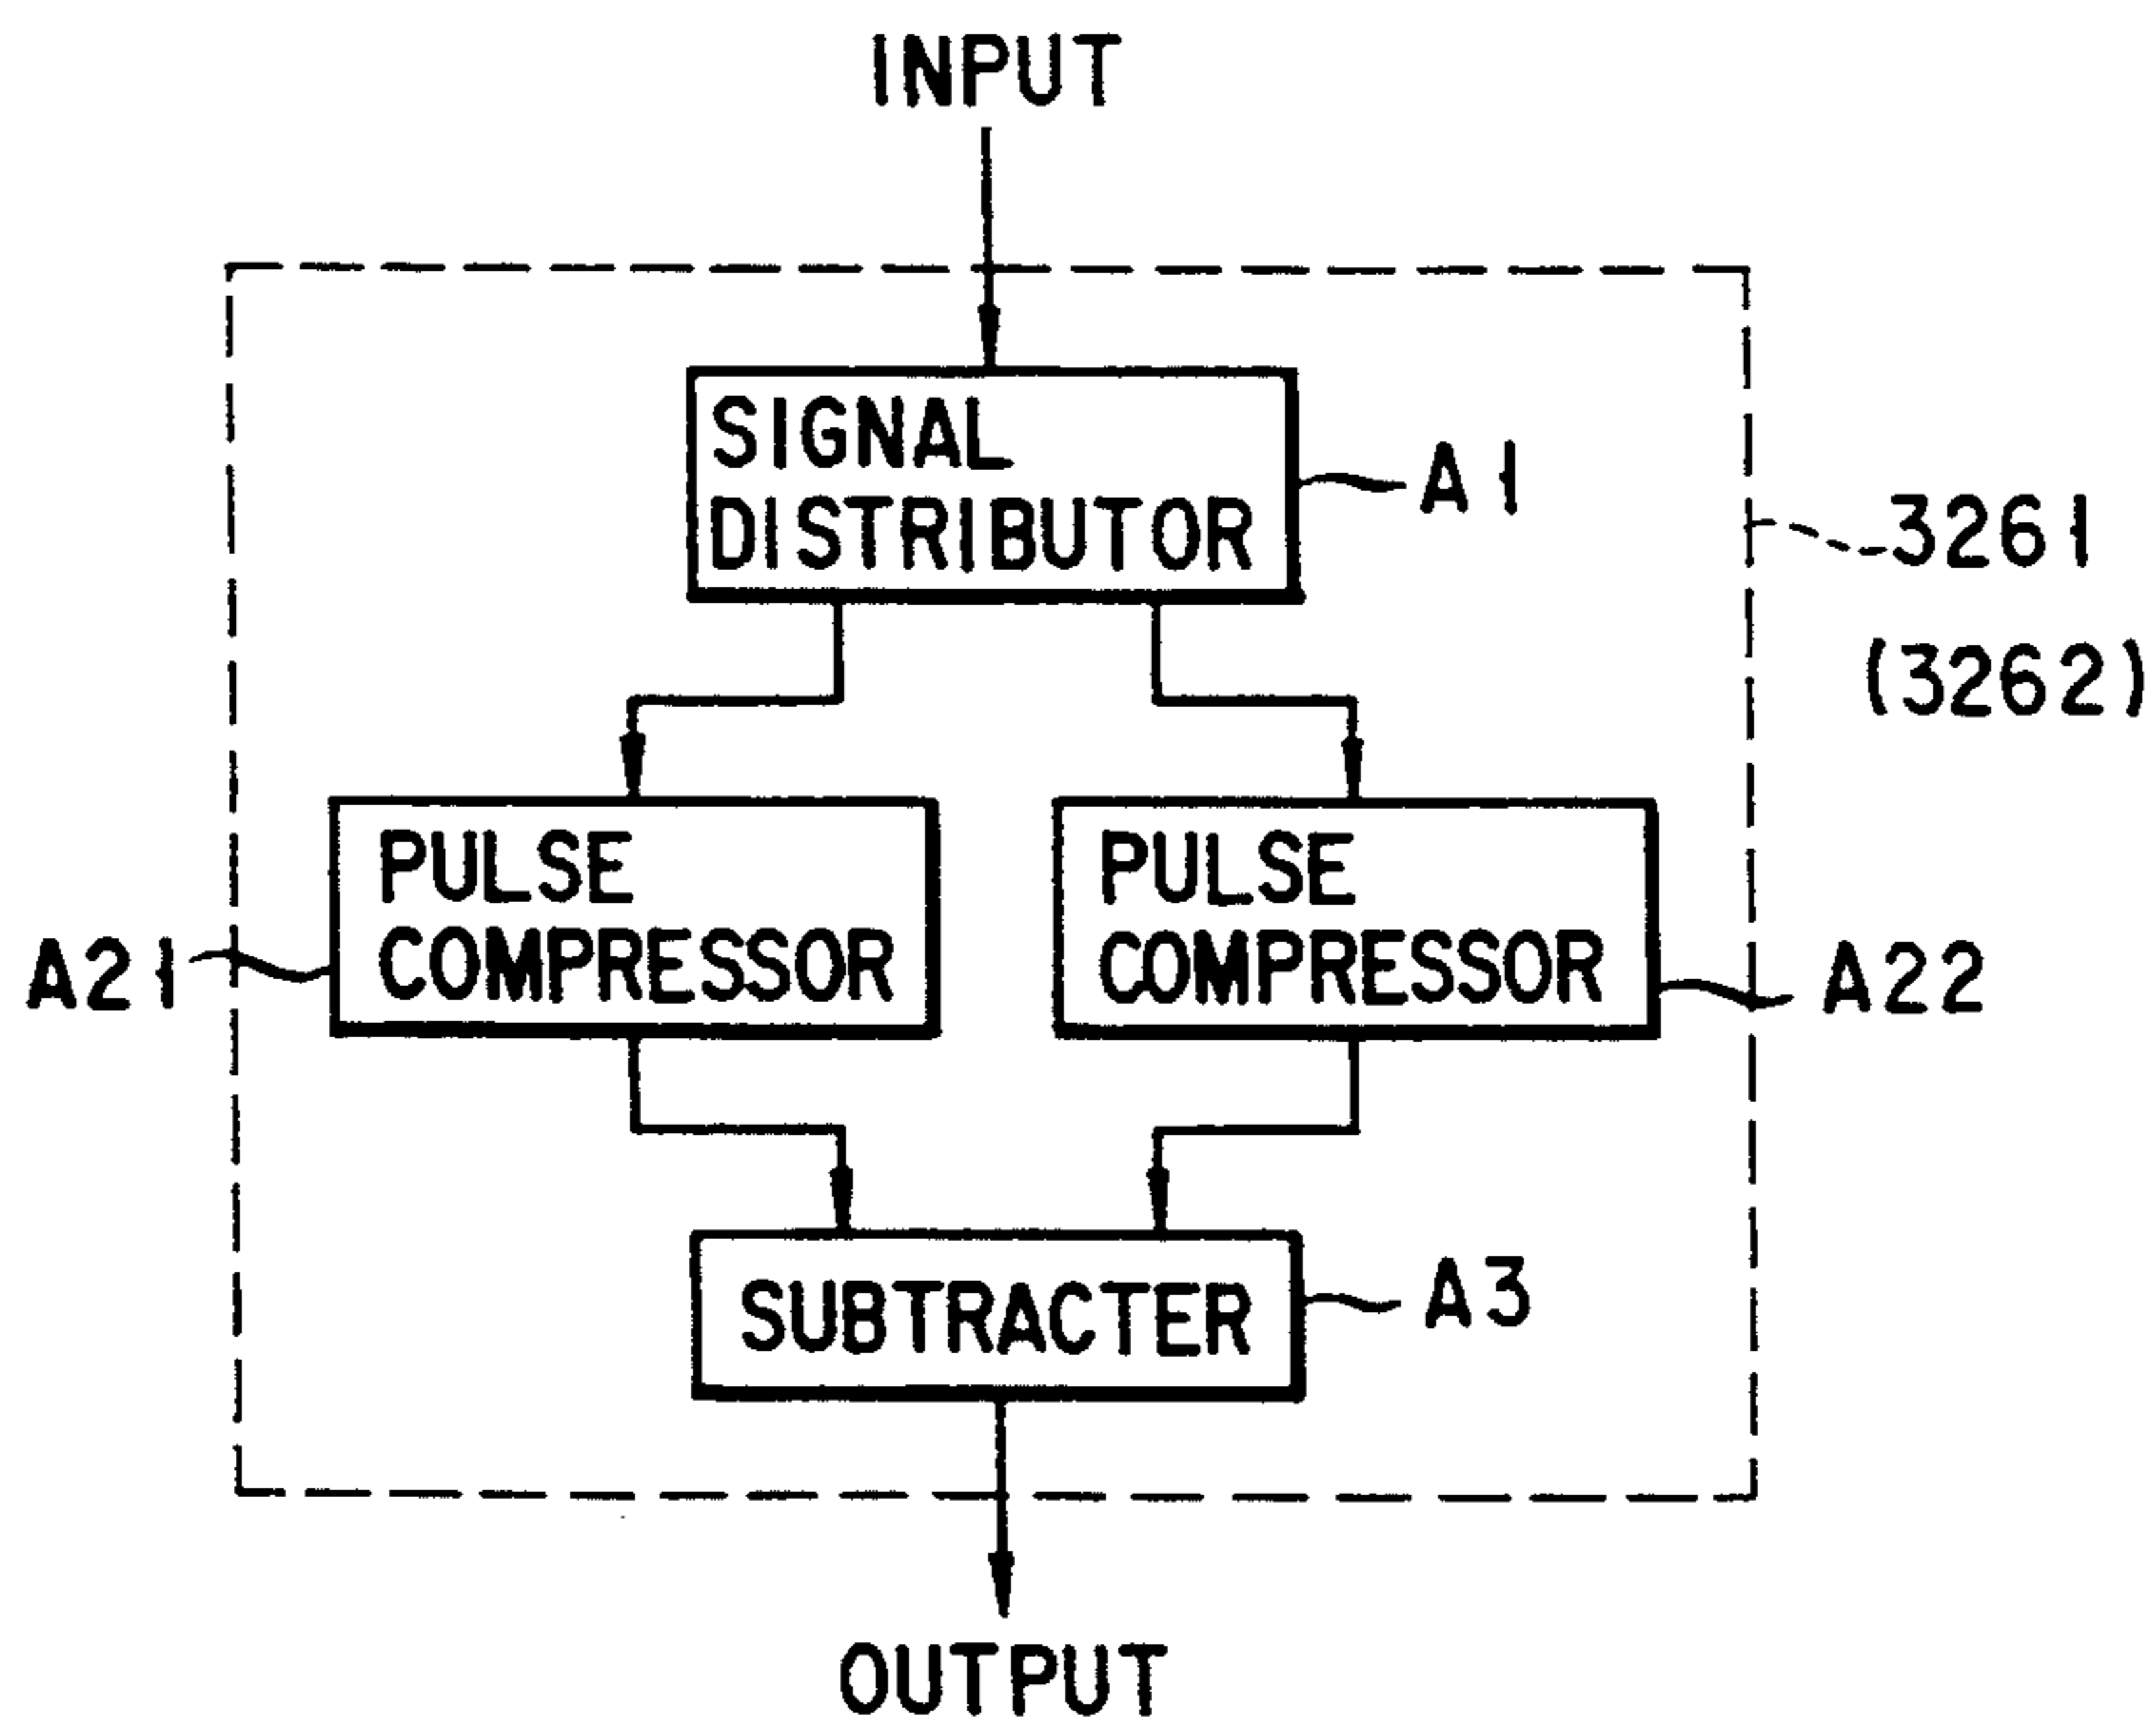 INPUT
SIGNAL
DISTRIBUTOR
A1
3261
(3262)
PULSE
COMPRESSOR
PULSE
COMPRESSOR
A21
A22
SUBTRACTER
A3
OUTPUT